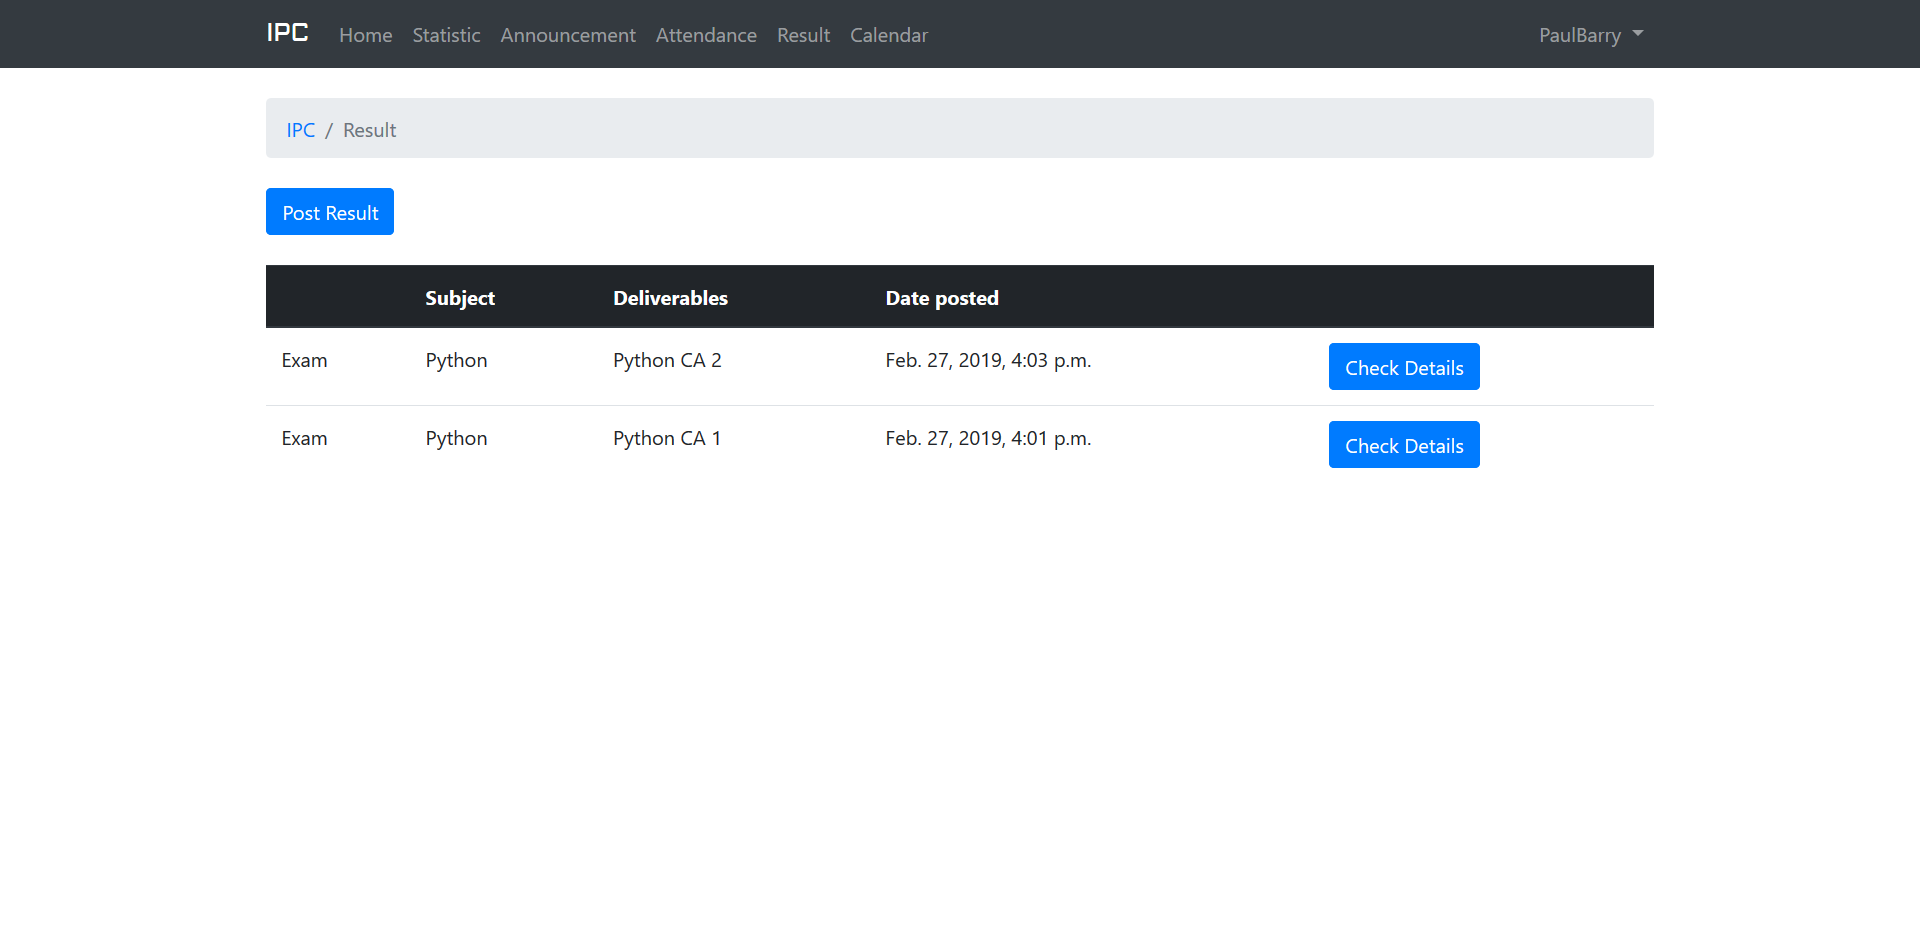 IPC Home Statistic Announcement Attendance Result Calendar PaulBarry
IPC / Result
Post Result
Subject Deliverables Date posted
Exam Python Python CA 2 Feb. 27, 2019, 4:03 p.m. Check Details
Exam Python Python CA 1 Feb. 27, 2019, 4:01 p.m. Check Details